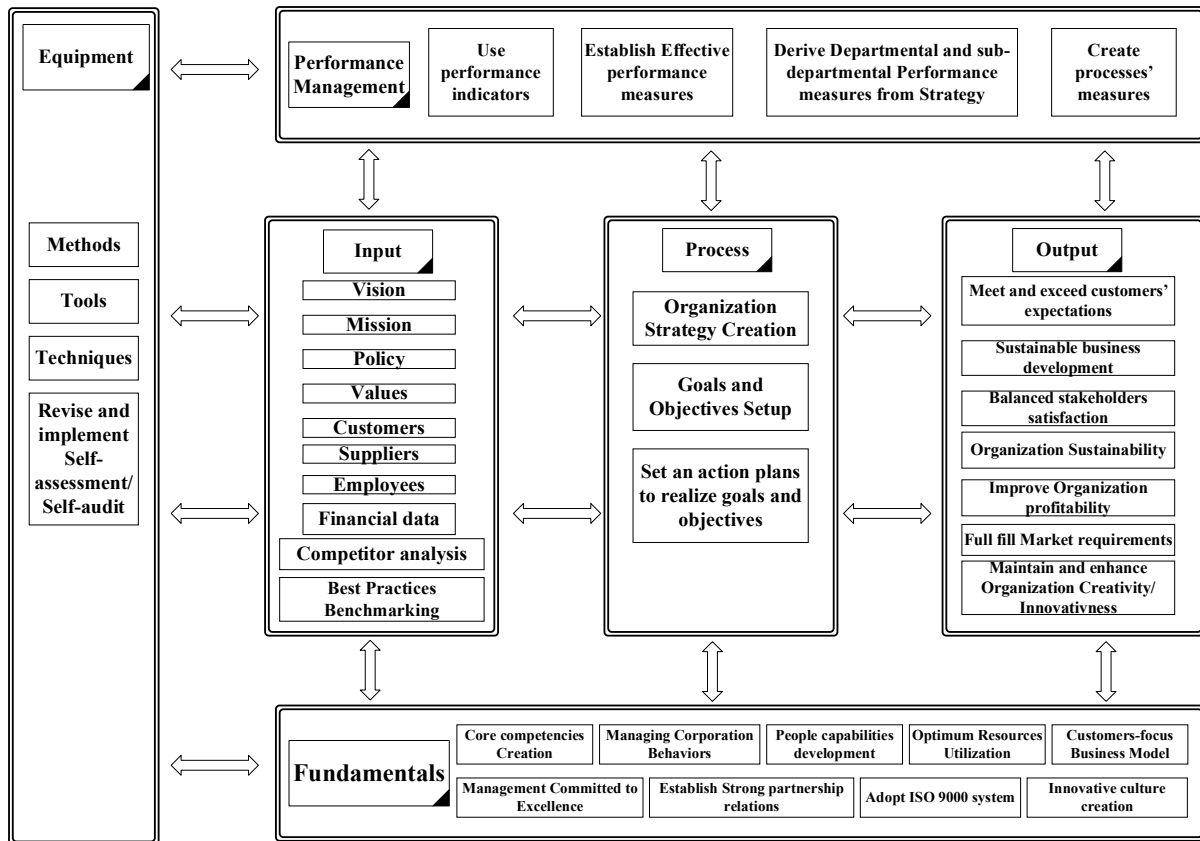 Equipment
Methods
Tools
Techniques
Revise and
implement
Self-
assessment/
Self-audit
Performance
Management
Use
performance
indicators
Establish Effective
performance
measures
Derive Departmental and sub-
departmental Performance
measures from Strategy
Create
processes’
measures
Input
Vision
Mission
Policy
Values
Customers
Suppliers
Employees
Financial data
Competitor analysis
Best Practices
Benchmarking
Process
Organization
Strategy Creation
Goals and
Objectives Setup
Set an action plans
to realize goals and
objectives
Output
Meet and exceed customers’
expectations
Sustainable business
development
Balanced stakeholders
satisfaction
Organization Sustainability
Improve Organization
profitability
Full fill Market requirements
Maintain and enhance
Organization Creativity/
Innovativness
Fundamentals
Core competencies
Creation
Managing Corporation
Behaviors
People capabilities
development
Optimum Resources
Utilization
Customers-focus
Business Model
Management Committed to
Excellence
Establish Strong partnership
relations
Adopt ISO 9000 system
Innovative culture
creation